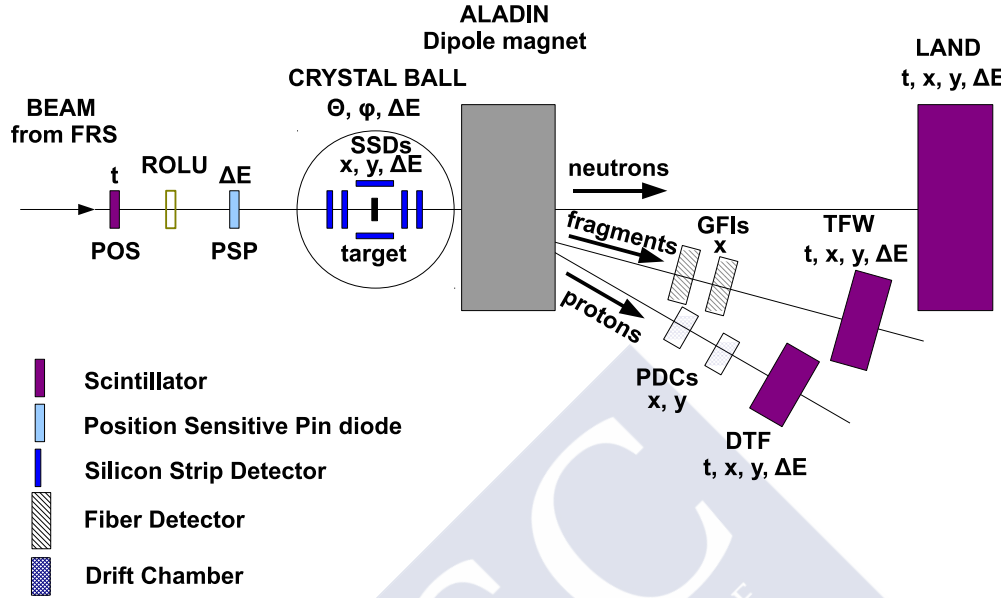 ALADIN
Dipole magnet
LAND
t, x, y, ΔE
CRYSTAL BALL
Θ, φ, ΔE
SSDs
x, y, ΔE
BEAM
from FRS
t
ROLU
ΔE
POS
PSP
target
neutrons
fragments
protons
GFIs
x
TFW
t, x, y, ΔE
PDCs
x, y
DTF
t, x, y, ΔE
Scintillator
Position Sensitive Pin diode
Silicon Strip Detector
Fiber Detector
Drift Chamber